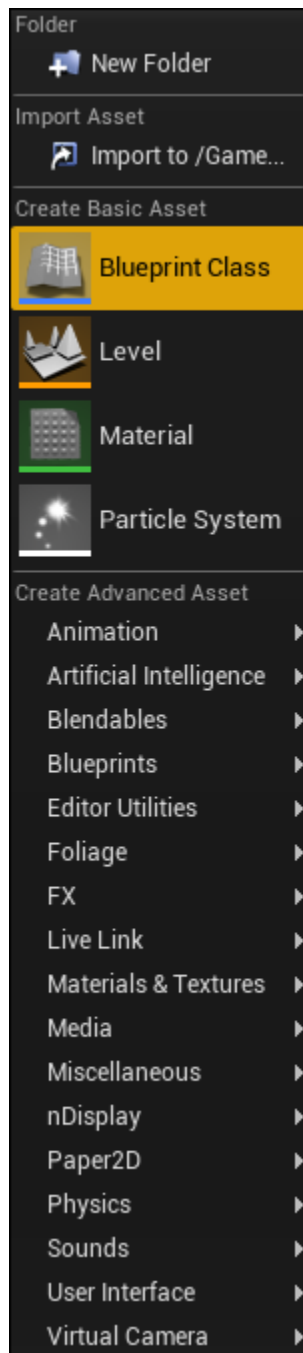 Folder
New Folder
Import Asset
Import to /Game...
Create Basic Asset
Blueprint Class
Level
Material
Particle System
Create Advanced Asset
Animation
Artificial Intelligence
Blendables
Blueprints
Editor Utilities
Foliage
FX
Live Link
Materials & Textures
Media
Miscellaneous
nDisplay
Paper2D
Physics
Sounds
User Interface
Virtual Camera